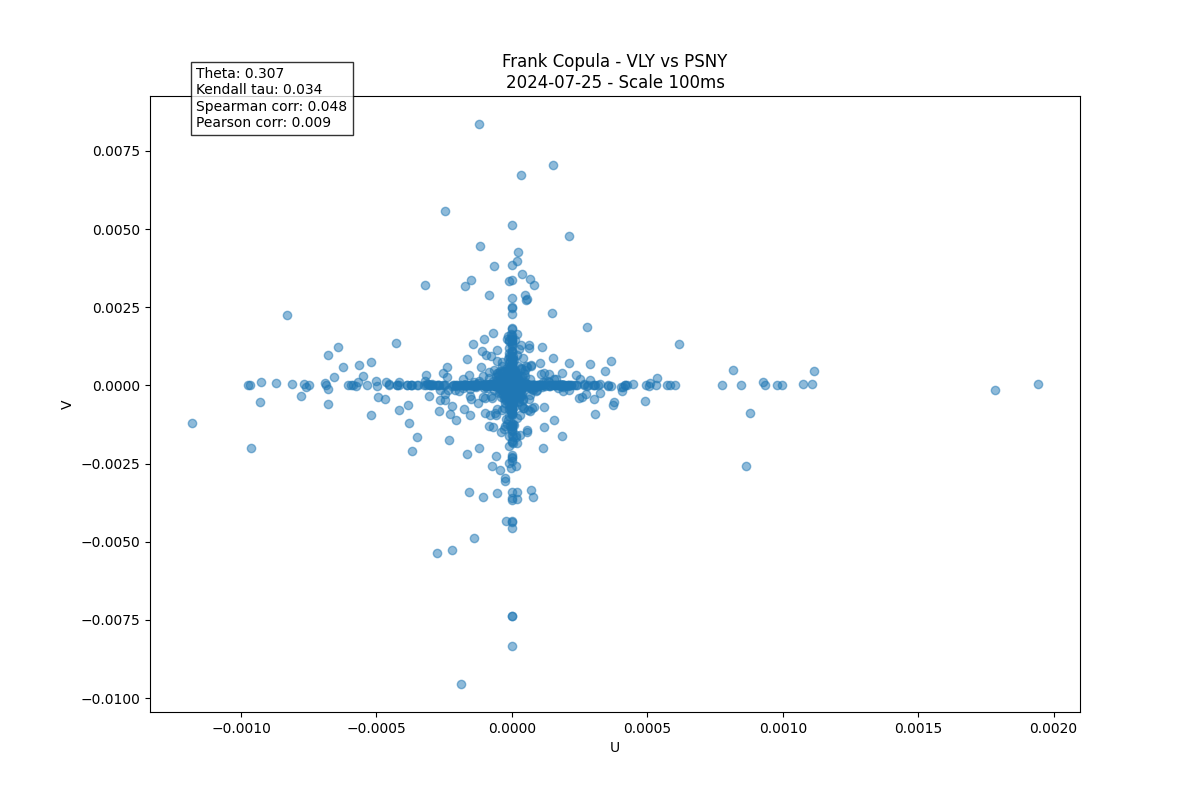 Frank Copula - VLY vs PSNY
2024-07-25 - Scale 100ms
Theta: 0.307
Kendall tau: 0.034
Spearman corr: 0.048
Pearson corr: 0.009
V
0.0075
0.0050
0.0025
0.0000
−0.0025
−0.0050
−0.0075
−0.0100
−0.0010
−0.0005
0.0000
0.0005
0.0010
0.0015
0.0020
U